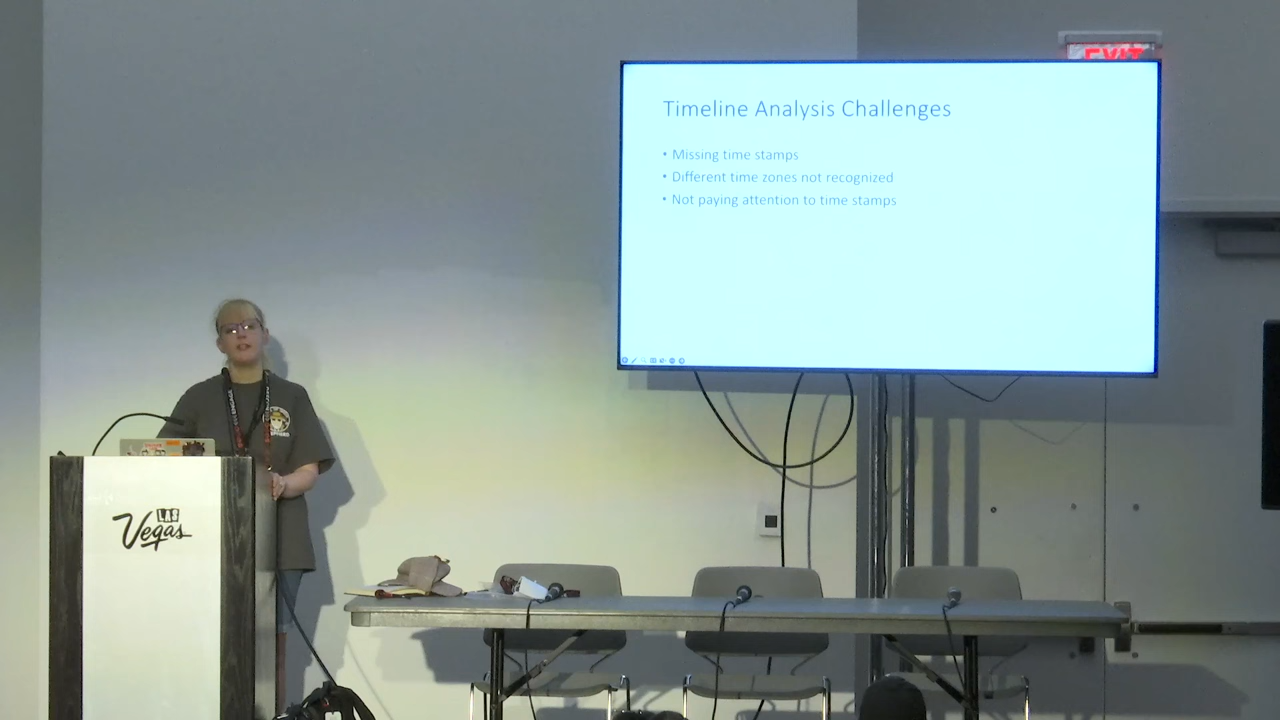 EXIT
Timeline Analysis Challenges
• Missing time stamps
• Different time zones not recognized
• Not paying attention to time stamps
LAS
Vegas